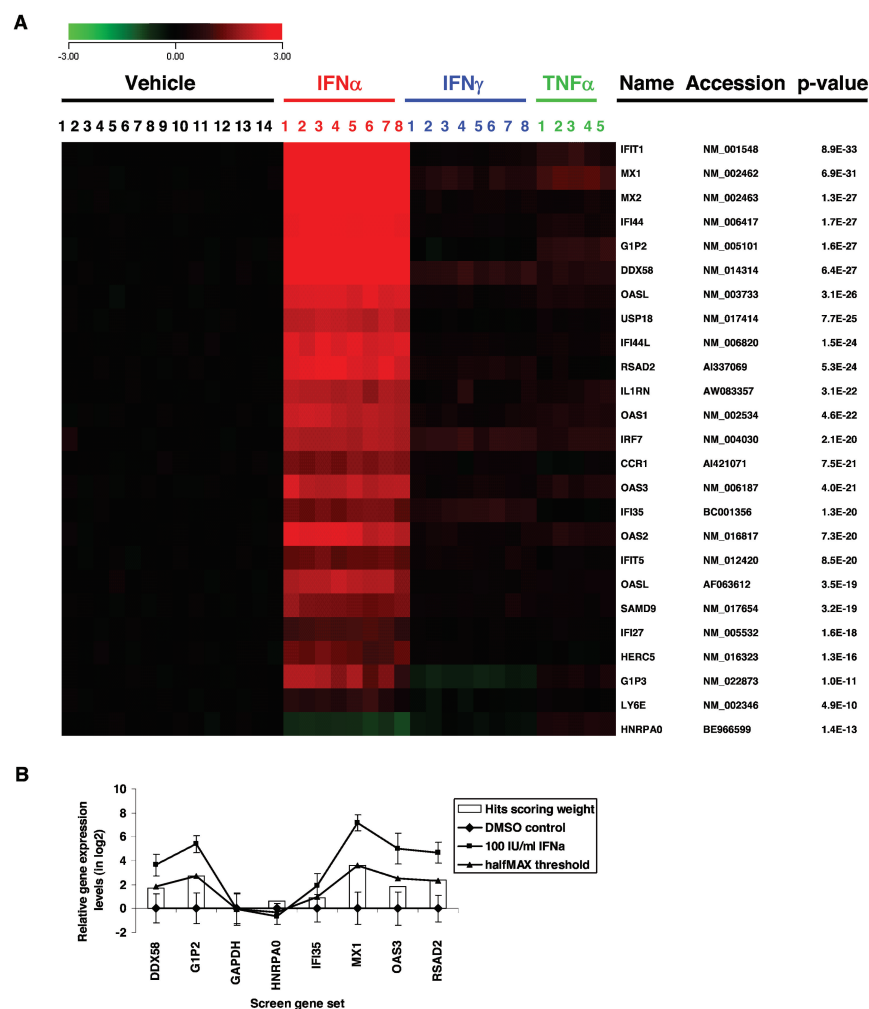 A
-3.00 0.00 3.00
Vehicle IFNα IFNγ TNFα Name Accession p-value
1 2 3 4 5 6 7 8 9 10 11 12 13 14 1 2 3 4 5 6 7 8 1 2 3 4 5 6 7 8 1 2 3 4 5
IFIT1 NM_001548 8.9E-33
MX1 NM_002462 6.9E-31
MX2 NM_002463 1.3E-27
IFI44 NM_006417 1.7E-27
G1P2 NM_005101 1.6E-27
DDX58 NM_014314 6.4E-27
OASL NM_003733 3.1E-26
USP18 NM_017414 7.7E-25
IFI44L NM_006820 1.5E-24
RSAD2 AI337069 5.3E-24
IL1RN AW083357 3.1E-22
OAS1 NM_002534 4.6E-22
IRF7 NM_004030 2.1E-20
CCR1 AI421071 7.5E-21
OAS3 NM_006187 4.0E-21
IFI35 BC001356 1.3E-20
OAS2 NM_016817 7.3E-20
IFIT5 NM_012420 8.5E-20
OASL AF063612 3.5E-19
SAMD9 NM_017654 3.2E-19
IFI27 NM_005532 1.6E-18
HERC5 NM_016323 1.3E-16
G1P3 NM_022873 1.0E-11
LY6E NM_002346 4.9E-10
HNRPA0 BE966599 1.4E-13
B
Relative gene expression
levels (in log2)
10
8
6
4
2
0
-2
Hits scoring weight
DMSO control
100 IU/ml IFNa
halfMAX threshold
DDX58 G1P2 GAPDH HNRPA0 IFI35 MX1 OAS3 RSAD2
Screen gene set